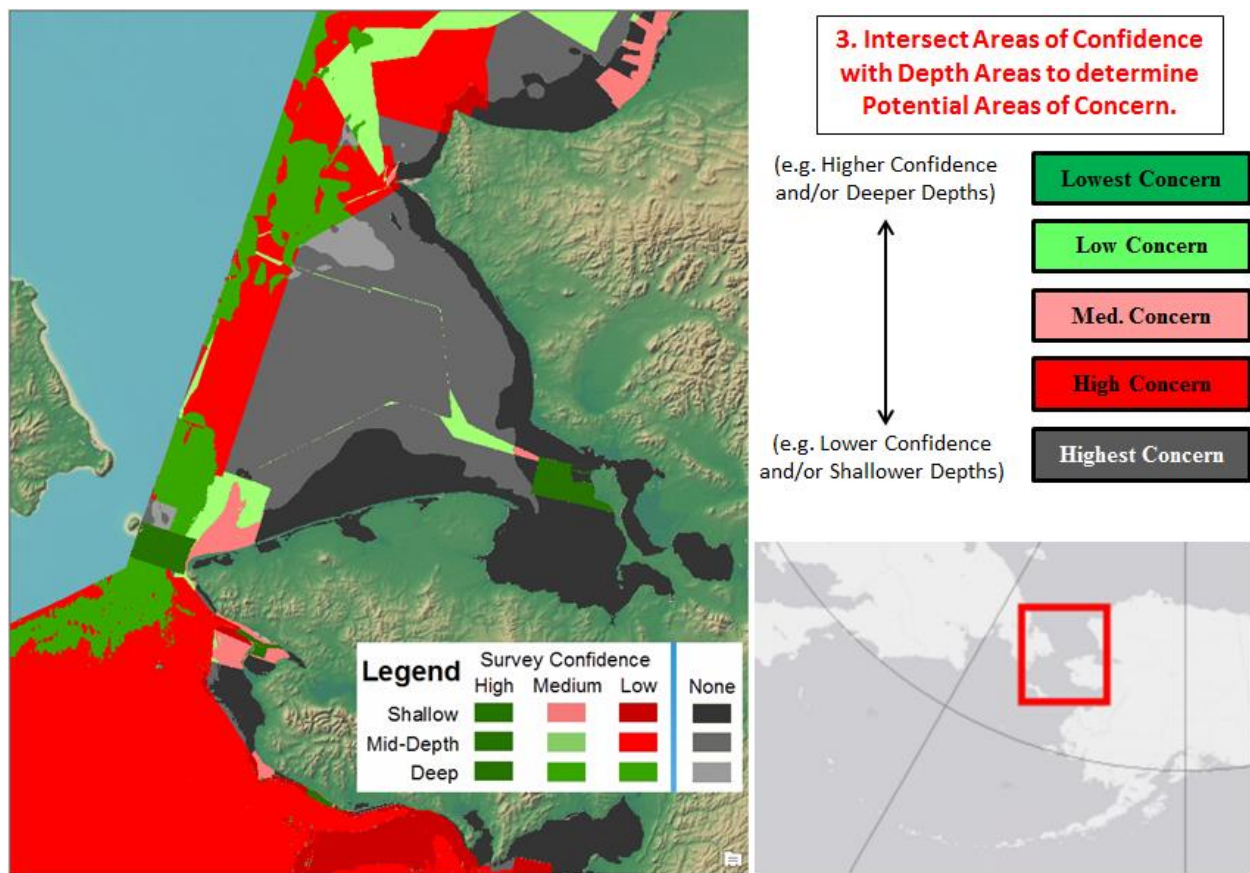 3. Intersect Areas of Confidence
with Depth Areas to determine
Potential Areas of Concern.
(e.g. Higher Confidence
and/or Deeper Depths)
Lowest Concern
Low Concern
Med. Concern
High Concern
(e.g. Lower Confidence
and/or Shallower Depths)
Highest Concern
Legend
Survey Confidence
High Medium Low None
Shallow
Mid-Depth
Deep